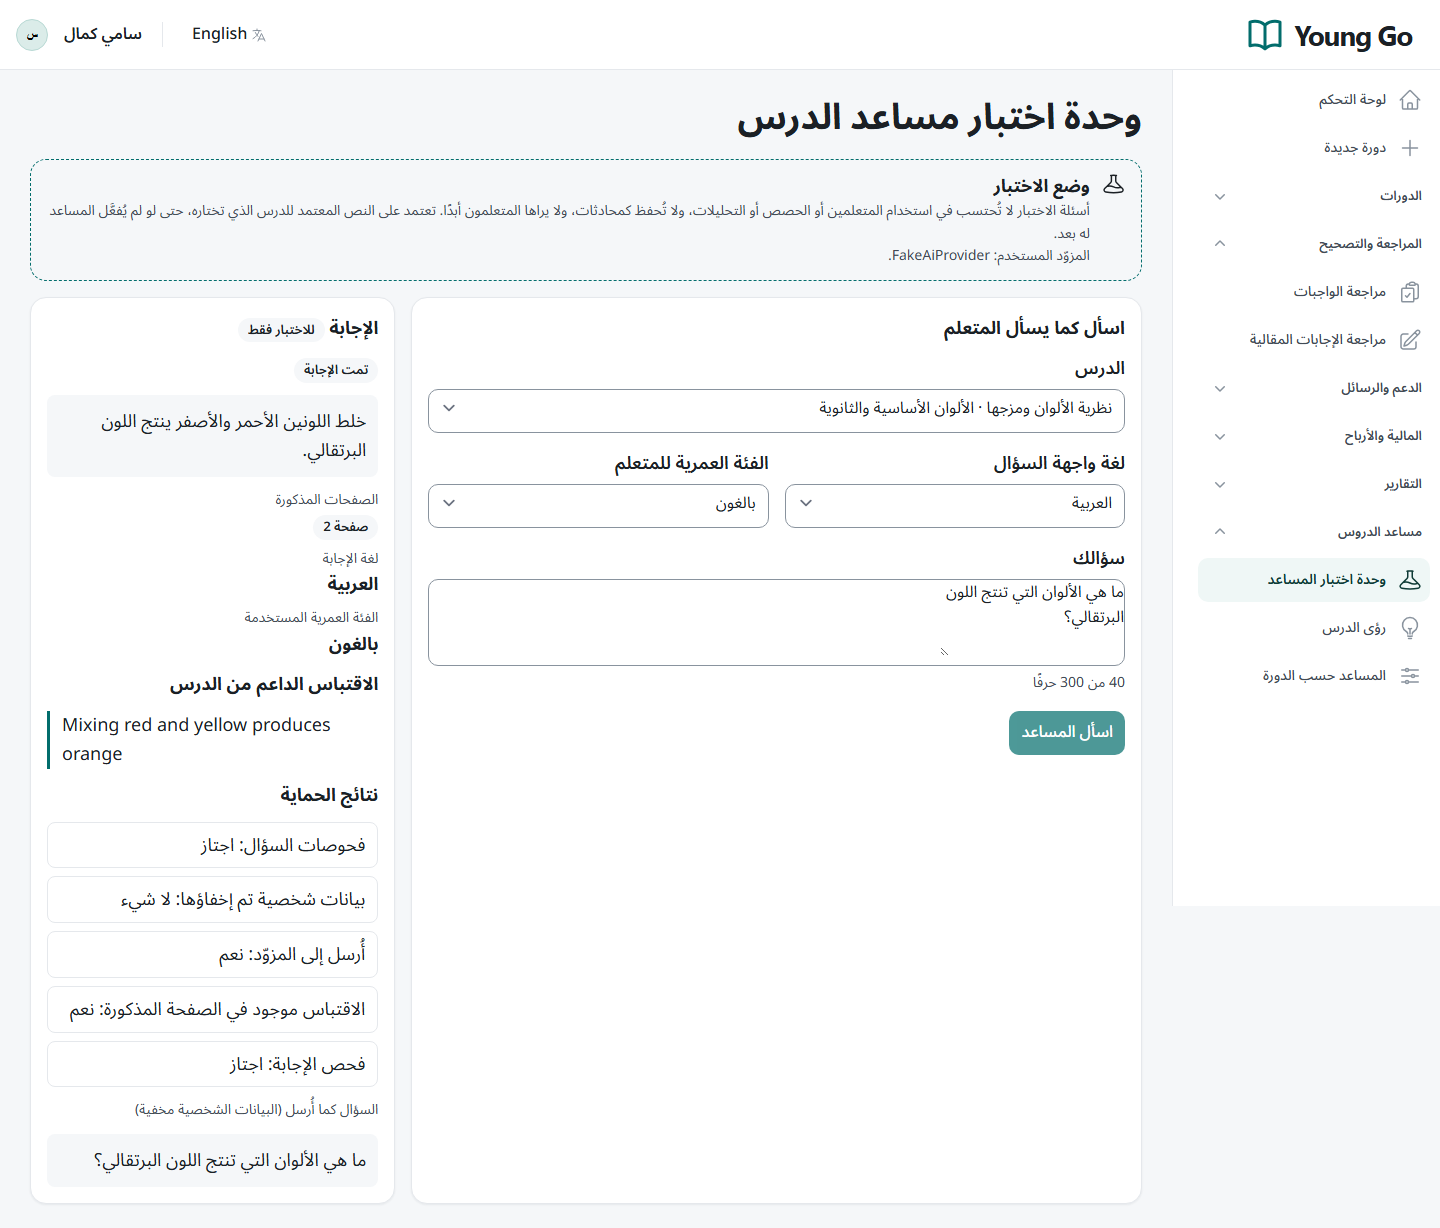 Young Go
English
سامي كمال
س
لوحة التحكم
دورة جديدة
الدورات
المراجعة والتصحيح
مراجعة الواجبات
مراجعة الإجابات المقالية
الدعم والرسائل
المالية والأرباح
التقارير
مساعد الدروس
وحدة اختبار المساعد
رؤى الدرس
المساعد حسب الدورة
وحدة اختبار مساعد الدرس
وضع الاختبار
أسئلة الاختبار لا تُحتسب في استخدام المتعلمين أو الحصص أو التحليلات، ولا تُحفظ كمحادثات، ولا يراها المتعلمون أبدًا. تعتمد على النص المعتمد للدرس الذي تختاره، حتى لو لم يُفعَّل المساعد
له بعد.
المزوّد المستخدم: FakeAiProvider.
اسأل كما يسأل المتعلم
الدرس
نظرية الألوان ومزجها · الألوان الأساسية والثانوية
لغة واجهة السؤال
العربية
الفئة العمرية للمتعلم
بالغون
سؤالك
ما هي الألوان التي تنتج اللون
البرتقالي؟
40 من 300 حرفًا
اسأل المساعد
الإجابة
للاختبار فقط
تمت الإجابة
خلط اللونين الأحمر والأصفر ينتج اللون
البرتقالي.
الصفحات المذكورة
صفحة 2
لغة الإجابة
العربية
الفئة العمرية المستخدمة
بالغون
الاقتباس الداعم من الدرس
Mixing red and yellow produces
orange
نتائج الحماية
فحوصات السؤال: اجتاز
بيانات شخصية تم إخفاؤها: لا شيء
أُرسل إلى المزوّد: نعم
الاقتباس موجود في الصفحة المذكورة: نعم
فحص الإجابة: اجتاز
السؤال كما أُرسل (البيانات الشخصية مخفية)
ما هي الألوان التي تنتج اللون البرتقالي؟